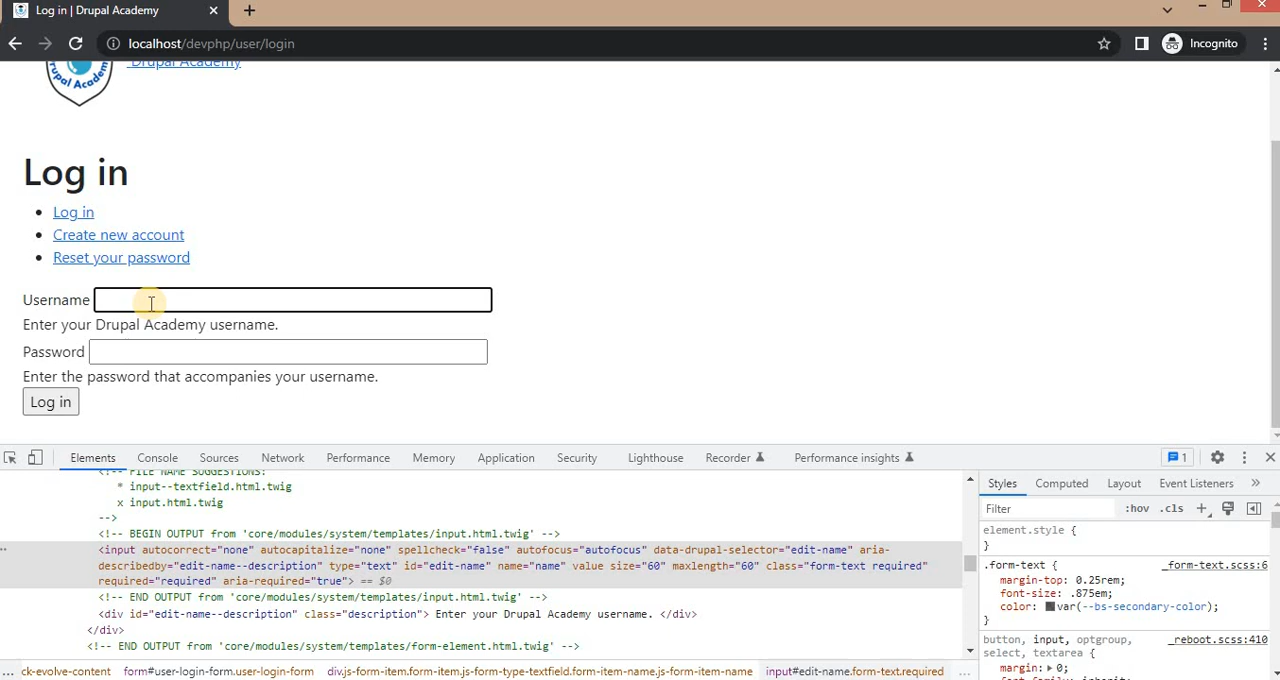 Log in | Drupal Academy
localhost/devphp/user/login
Incognito
Drupal Academy
Drupal Academy
Log in
Log in
Create new account
Reset your password
Username
Enter your Drupal Academy username.
Password
Enter the password that accompanies your username.
Log in
Elements Console Sources Network Performance Memory Application Security Lighthouse Recorder Performance insights 1
<!-- FILE NAME SUGGESTIONS:
* input--textfield.html.twig
x input.html.twig
-->
<!-- BEGIN OUTPUT from 'core/modules/system/templates/input.html.twig' -->
<input autocorrect="none" autocapitalize="none" spellcheck="false" autofocus="autofocus" data-drupal-selector="edit-name" aria-
describedby="edit-name--description" type="text" id="edit-name" name="name" value size="60" maxlength="60" class="form-text required"
required="required" aria-required="true"> == $0
<!-- END OUTPUT from 'core/modules/system/templates/input.html.twig' -->
<div id="edit-name--description" class="description"> Enter your Drupal Academy username. </div>
</div>
<!-- END OUTPUT from 'core/modules/system/templates/form-element.html.twig' -->
... ck-evolve-content form#user-login-form.user-login-form div.js-form-item.form-item.js-form-type-textfield.form-item-name.js-form-item-name input#edit-name.form-text.required ...
Styles Computed Layout Event Listeners »
Filter :hov .cls +
element.style {
}
.form-text { _form-text.scss:6
margin-top: 0.25rem;
font-size: .875em;
color: var(--bs-secondary-color);
}
button, input, optgroup, _reboot.scss:410
select, textarea {
margin: 0;